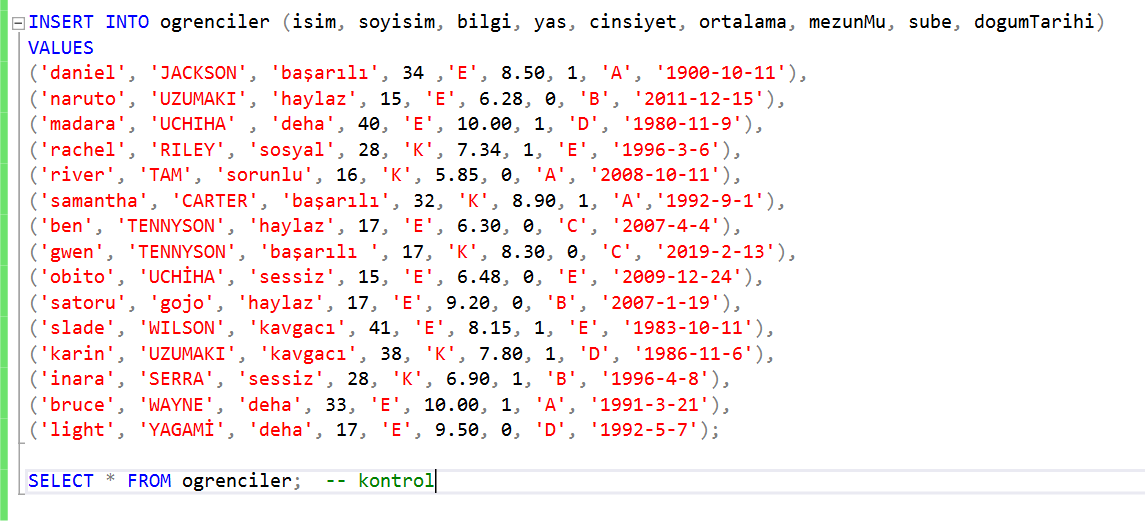 INSERT INTO ogrenciler (isim, soyisim, bilgi, yas, cinsiyet, ortalama, mezunMu, sube, dogumTarihi)
VALUES
('daniel', 'JACKSON', 'başarılı', 34 ,'E', 8.50, 1, 'A', '1900-10-11'),
('naruto', 'UZUMAKI', 'haylaz', 15, 'E', 6.28, 0, 'B', '2011-12-15'),
('madara', 'UCHIHA' , 'deha', 40, 'E', 10.00, 1, 'D', '1980-11-9'),
('rachel', 'RILEY', 'sosyal', 28, 'K', 7.34, 1, 'E', '1996-3-6'),
('river', 'TAM', 'sorunlu', 16, 'K', 5.85, 0, 'A', '2008-10-11'),
('samantha', 'CARTER', 'başarılı', 32, 'K', 8.90, 1, 'A','1992-9-1'),
('ben', 'TENNYSON', 'haylaz', 17, 'E', 6.30, 0, 'C', '2007-4-4'),
('gwen', 'TENNYSON', 'başarılı ', 17, 'K', 8.30, 0, 'C', '2019-2-13'),
('obito', 'UCHİHA', 'sessiz', 15, 'E', 6.48, 0, 'E', '2009-12-24'),
('satoru', 'gojo', 'haylaz', 17, 'E', 9.20, 0, 'B', '2007-1-19'),
('slade', 'WILSON', 'kavgacı', 41, 'E', 8.15, 1, 'E', '1983-10-11'),
('karin', 'UZUMAKI', 'kavgacı', 38, 'K', 7.80, 1, 'D', '1986-11-6'),
('inara', 'SERRA', 'sessiz', 28, 'K', 6.90, 1, 'B', '1996-4-8'),
('bruce', 'WAYNE', 'deha', 33, 'E', 10.00, 1, 'A', '1991-3-21'),
('light', 'YAGAMİ', 'deha', 17, 'E', 9.50, 0, 'D', '1992-5-7');
SELECT * FROM ogrenciler;  -- kontrol